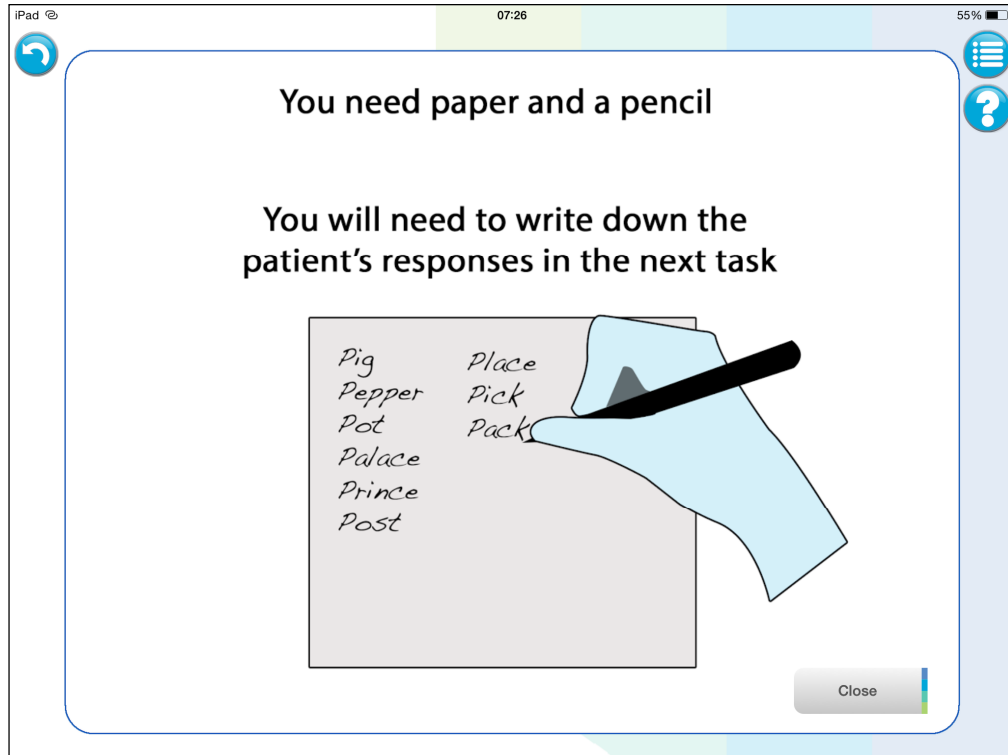 iPad 07:26 55%
You need paper and a pencil
You will need to write down the
patient's responses in the next task
Pig
Pepper
Pot
Palace
Prince
Post
Place
Pick
Pack
Close